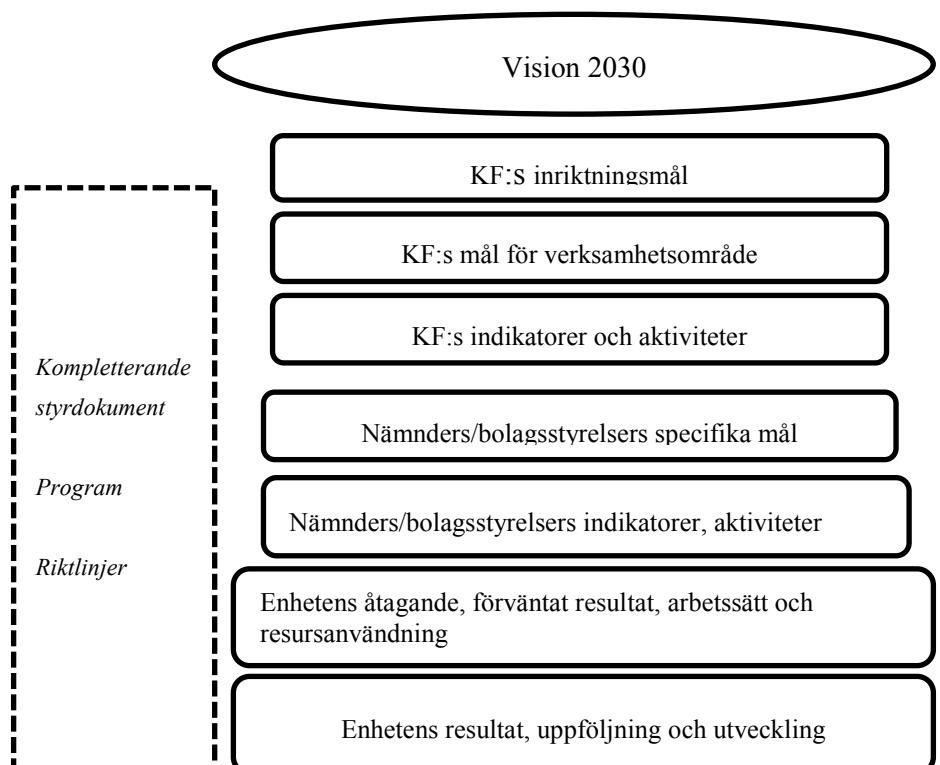 Vision 2030
KF:s inriktningsmål
KF:s mål för verksamhetsområde
KF:s indikatorer och aktiviteter
Kompletterande
styrdokument
Program
Riktlinjer
Nämnders/bolagsstyrelsers specifika mål
Nämnders/bolagsstyrelsers indikatorer, aktiviteter
Enhetens åtagande, förväntat resultat, arbetssätt och
resursanvändning
Enhetens resultat, uppföljning och utveckling